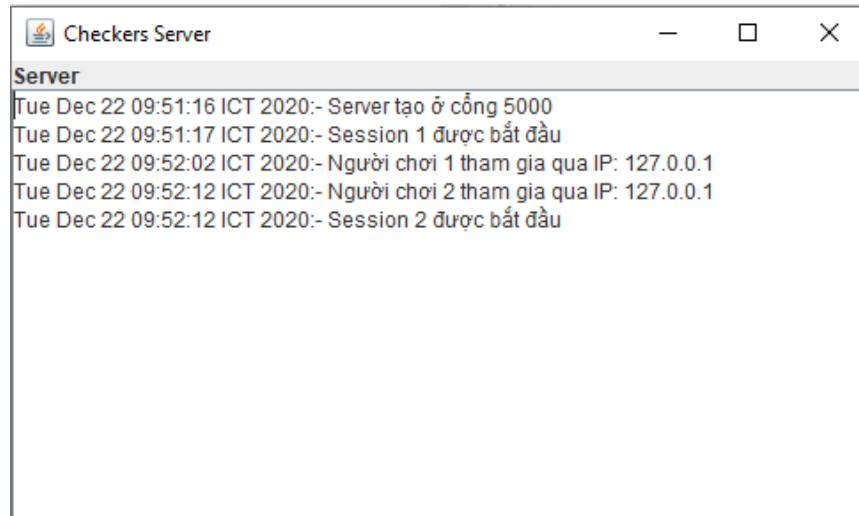 Checkers Server
Server
Tue Dec 22 09:51:16 ICT 2020:- Server tạo ở cổng 5000
Tue Dec 22 09:51:17 ICT 2020:- Session 1 được bắt đầu
Tue Dec 22 09:52:02 ICT 2020:- Người chơi 1 tham gia qua IP: 127.0.0.1
Tue Dec 22 09:52:12 ICT 2020:- Người chơi 2 tham gia qua IP: 127.0.0.1
Tue Dec 22 09:52:12 ICT 2020:- Session 2 được bắt đầu